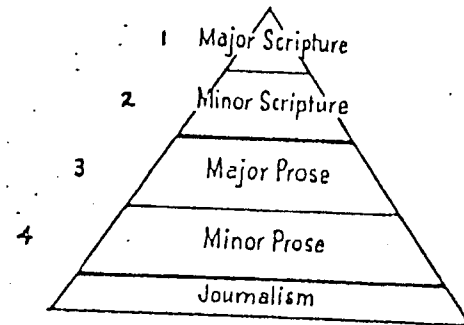 1 Major Scripture
2 Minor Scripture
3 Major Prose
4 Minor Prose
Journalism